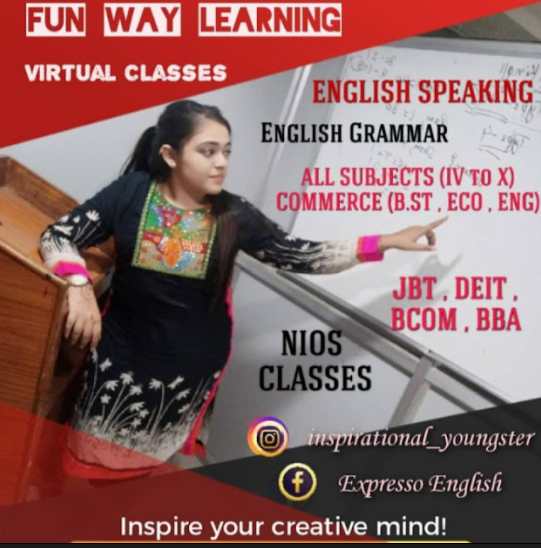 FUN WAY LEARNING
VIRTUAL CLASSES
ENGLISH SPEAKING
ENGLISH GRAMMAR
ALL SUBJECTS (IV TO X)
COMMERCE (B.ST , ECO , ENG)
JBT , DEIT ,
BCOM , BBA
NIOS
CLASSES
inspirational_youngster
Expresso English
Inspire your creative mind!